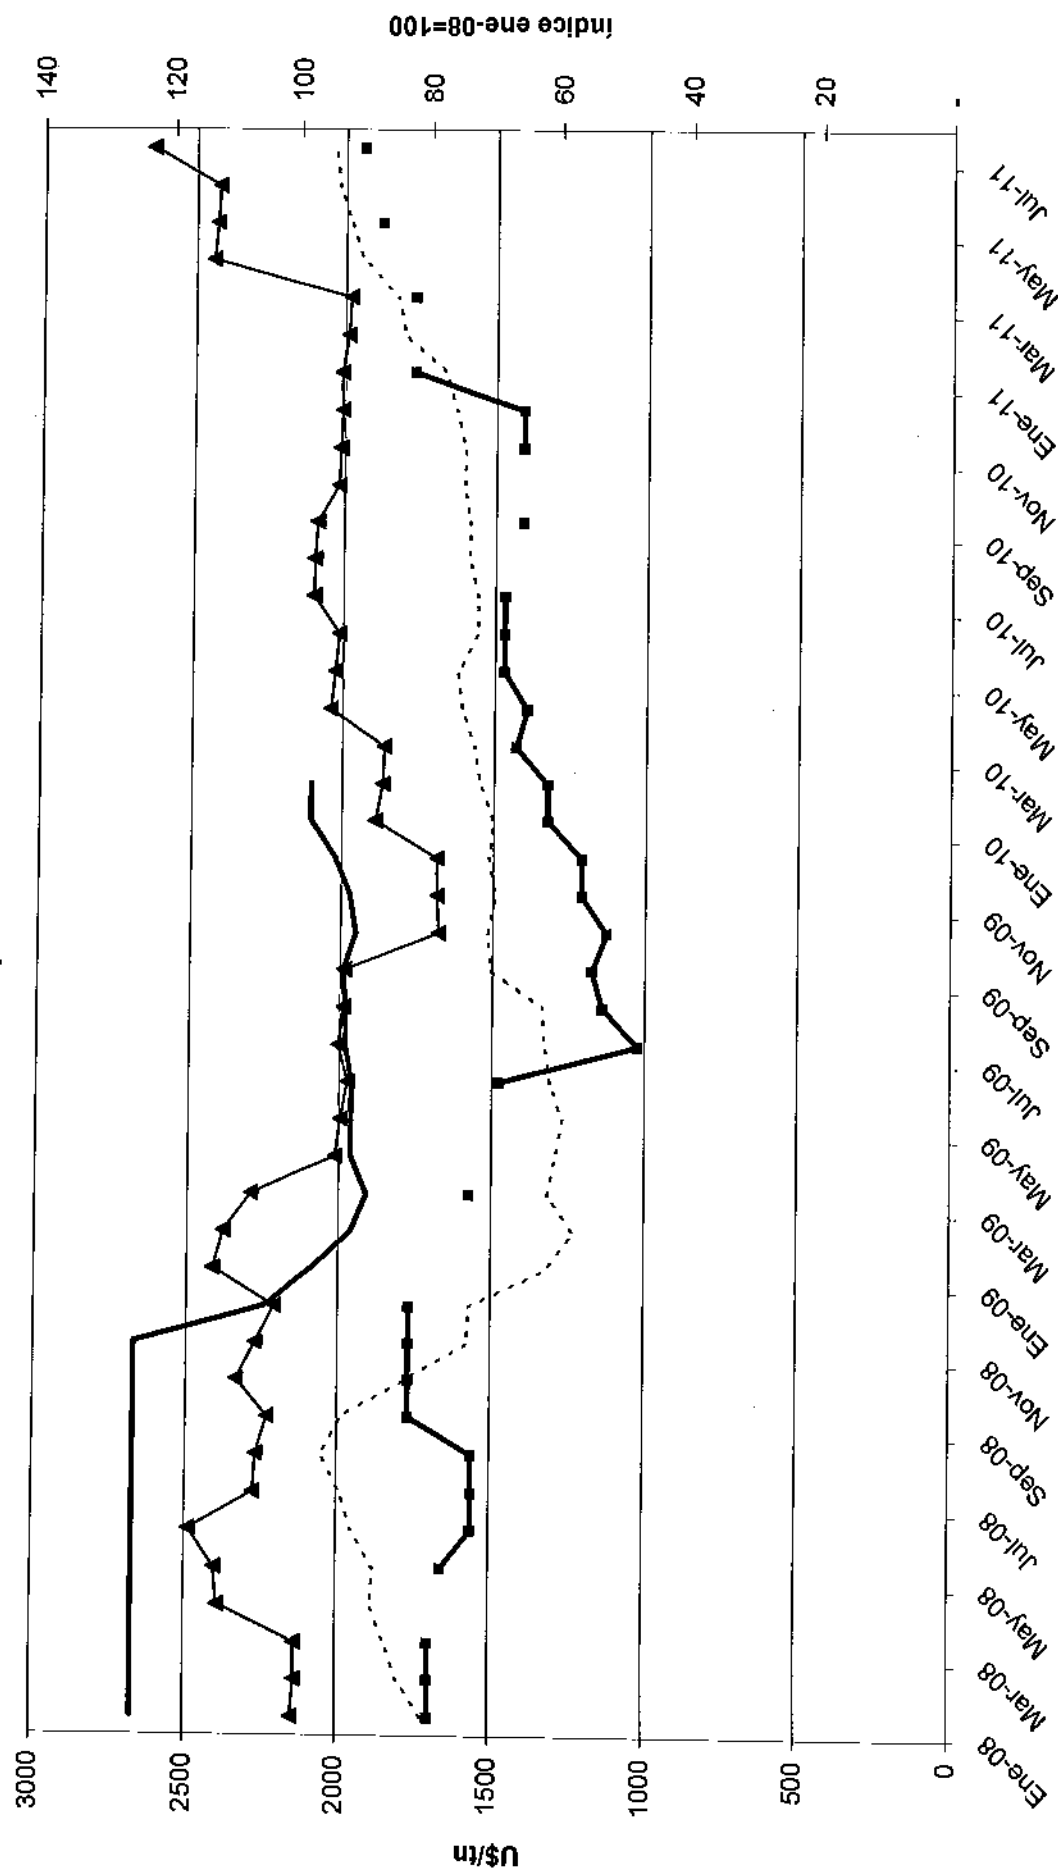 U$/tn
3000
2500
2000
1500
1000
500
0
Ene-08
Mar-08
May-08
Jul-08
Sep-08
Nov-08
Ene-09
Mar-09
May-09
Jul-09
Sep-09
Nov-09
Ene-10
Mar-10
May-10
Jul-10
Sep-10
Nov-10
Ene-11
Mar-11
May-11
Jul-11
140
120
100
80
60
40
20
-
índice ene-08=100